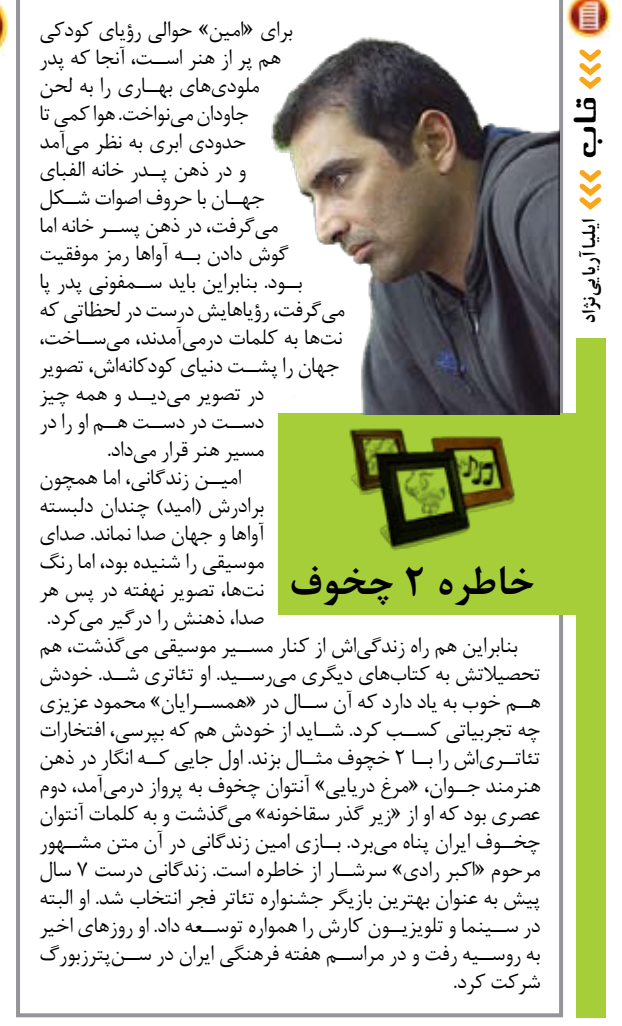 قاب
ایلیا آریایی‌نژاد
خاطره ۲ چخوف
برای «امین» حوالی رؤیای کودکی
هم پر از هنر است، آنجا که پدر
ملودی‌های بهاری را به لحن
جاودان می‌نواخت. هوا کمی تا
حدودی ابری به نظر می‌آمد
و در ذهن پدر خانه الفبای
جهان با حروف اصوات شکل
می‌گرفت، در ذهن پسر خانه اما
گوش دادن به آواها رمز موفقیت
بود. بنابراین باید سمفونی پدر پا
می‌گرفت، رؤیاهایش درست در لحظاتی که
نت‌ها به کلمات درمی‌آمدند، می‌ساخت،
جهان را پشت دنیای کودکانه‌اش، تصویر
در تصویر می‌دید و همه چیز
دست در دست هم او را در
مسیر هنر قرار می‌داد.
امین زندگانی، اما همچون
برادرش (امید) چندان دلبسته
آواها و جهان صدا نماند. صدای
موسیقی را شنیده بود، اما رنگ
نت‌ها، تصویر نهفته در پس هر
صدا، ذهنش را درگیر می‌کرد.
بنابراین هم راه زندگی‌اش از کنار مسیر موسیقی می‌گذشت، هم
تحصیلاتش به کتاب‌های دیگری می‌رسید. او تئاتری شد. خودش
هم خوب به یاد دارد که آن سال در «همسرایان» محمود عزیزی
چه تجربیاتی کسب کرد. شاید از خودش هم که بپرسی، افتخارات
تئاتری‌اش را با ۲ خچوف مثال بزند. اول جایی که انگار در ذهن
هنرمند جوان، «مرغ دریایی» آنتوان چخوف به پرواز درمی‌آمد، دوم
عصری بود که او از «زیر گذر سقاخونه» می‌گذشت و به کلمات آنتوان
چخوف ایران پناه می‌برد. بازی امین زندگانی در آن متن مشهور
مرحوم «اکبر رادی» سرشار از خاطره است. زندگانی درست ۷ سال
پیش به عنوان بهترین بازیگر جشنواره تئاتر فجر انتخاب شد. او البته
در سینما و تلویزیون کارش را همواره توسعه داد. او روزهای اخیر
به روسیه رفت و در مراسم هفته فرهنگی ایران در سن‌پترزبورگ
شرکت کرد.